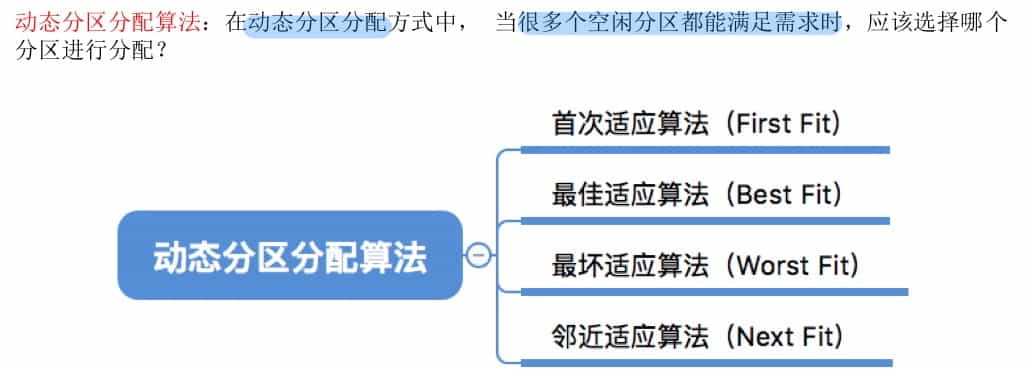 动态分区分配算法：在动态分区分配方式中， 当很多个空闲分区都能满足需求时，应该选择哪个
分区进行分配？
首次适应算法（First Fit）
最佳适应算法（Best Fit）
动态分区分配算法
最坏适应算法（Worst Fit）
邻近适应算法（Next Fit）